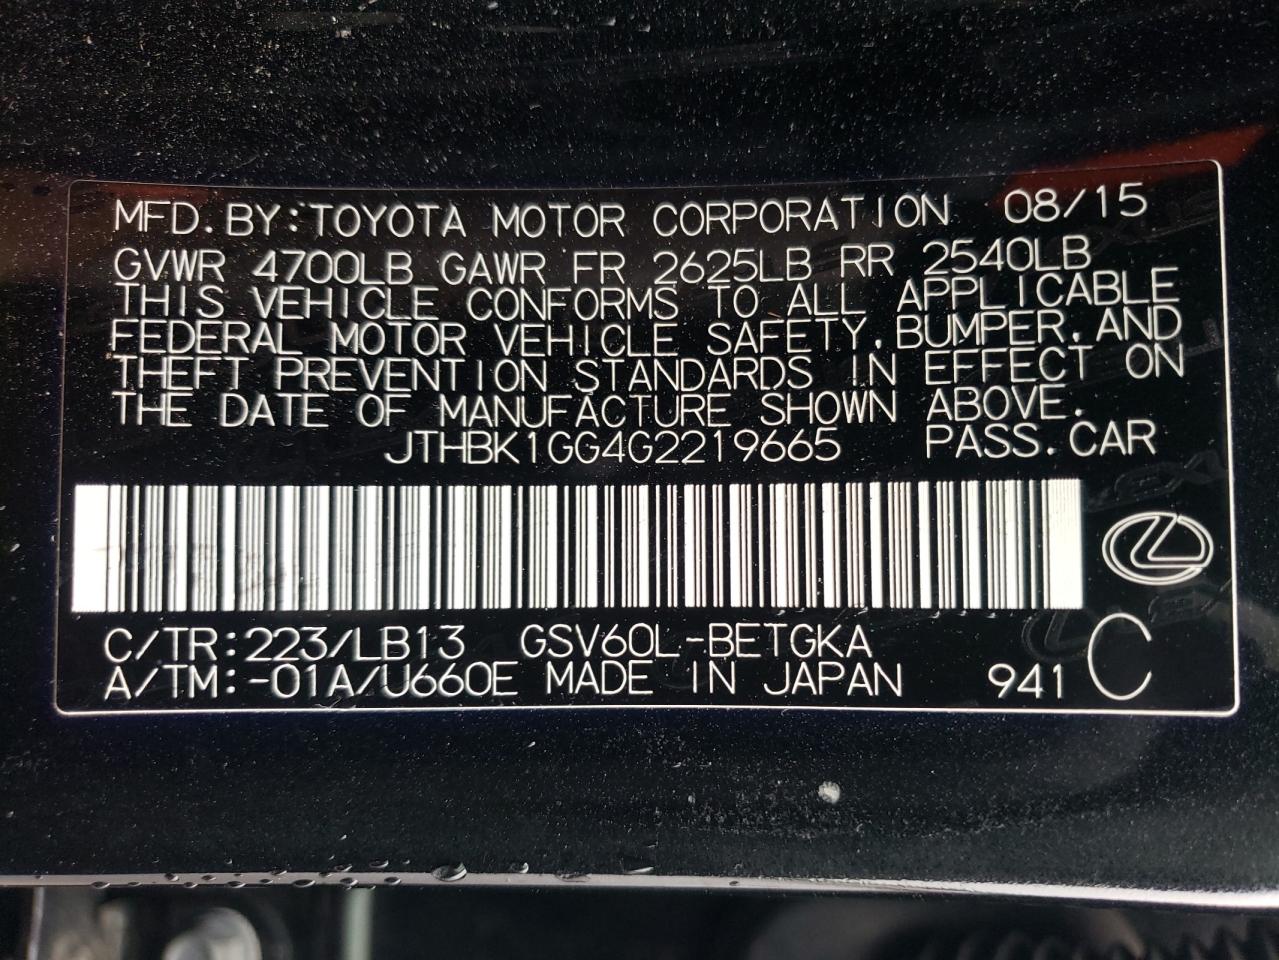 MFD. BY: TOYOTA MOTOR CORPORATION 08/15
GVWR 4700LB GAWR FR 2625LB RR 2540LB
THIS VEHICLE CONFORMS TO ALL APPLICABLE
FEDERAL MOTOR VEHICLE SAFETY, BUMPER, AND
THEFT PREVENTION STANDARDS IN EFFECT ON
THE DATE OF MANUFACTURE SHOWN ABOVE.
JTHBK1GG4G2219665 PASS. CAR
C/TR: 223/LB13 GSV60L-BETGKA
A/TM: -01A/U660E MADE IN JAPAN 941 C